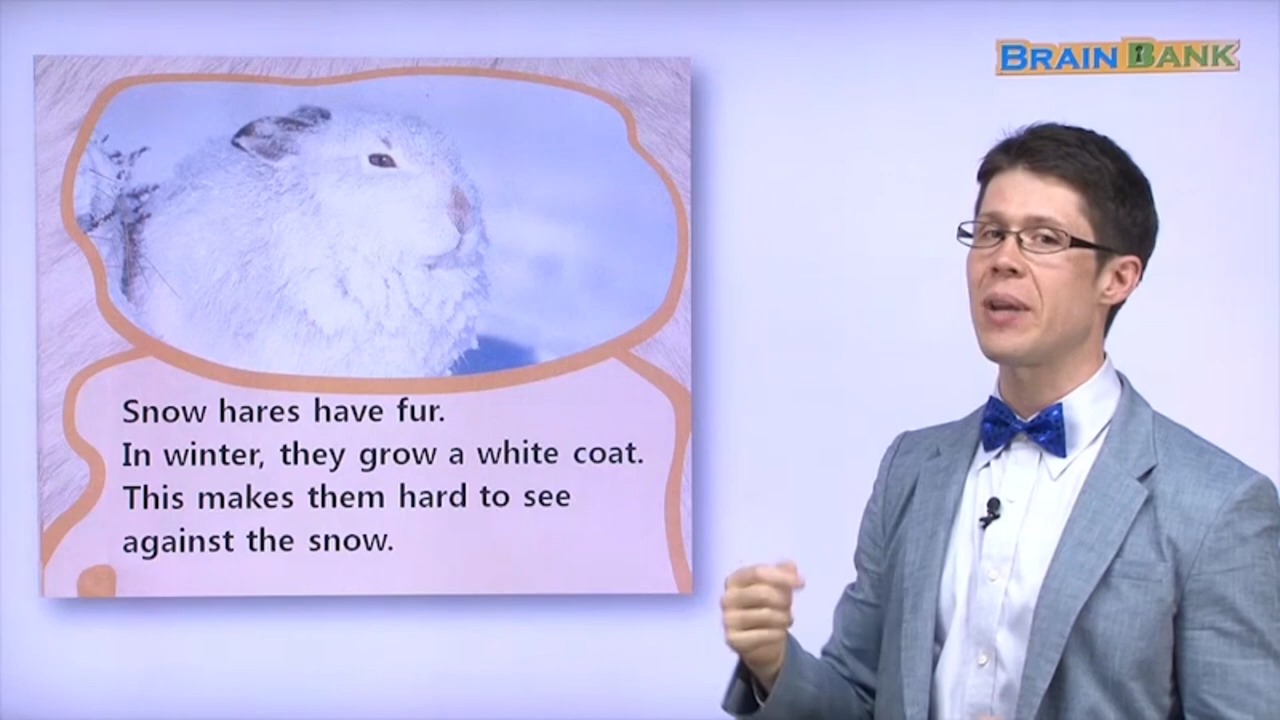 BRAIN BANK
Snow hares have fur.
In winter, they grow a white coat.
This makes them hard to see
against the snow.